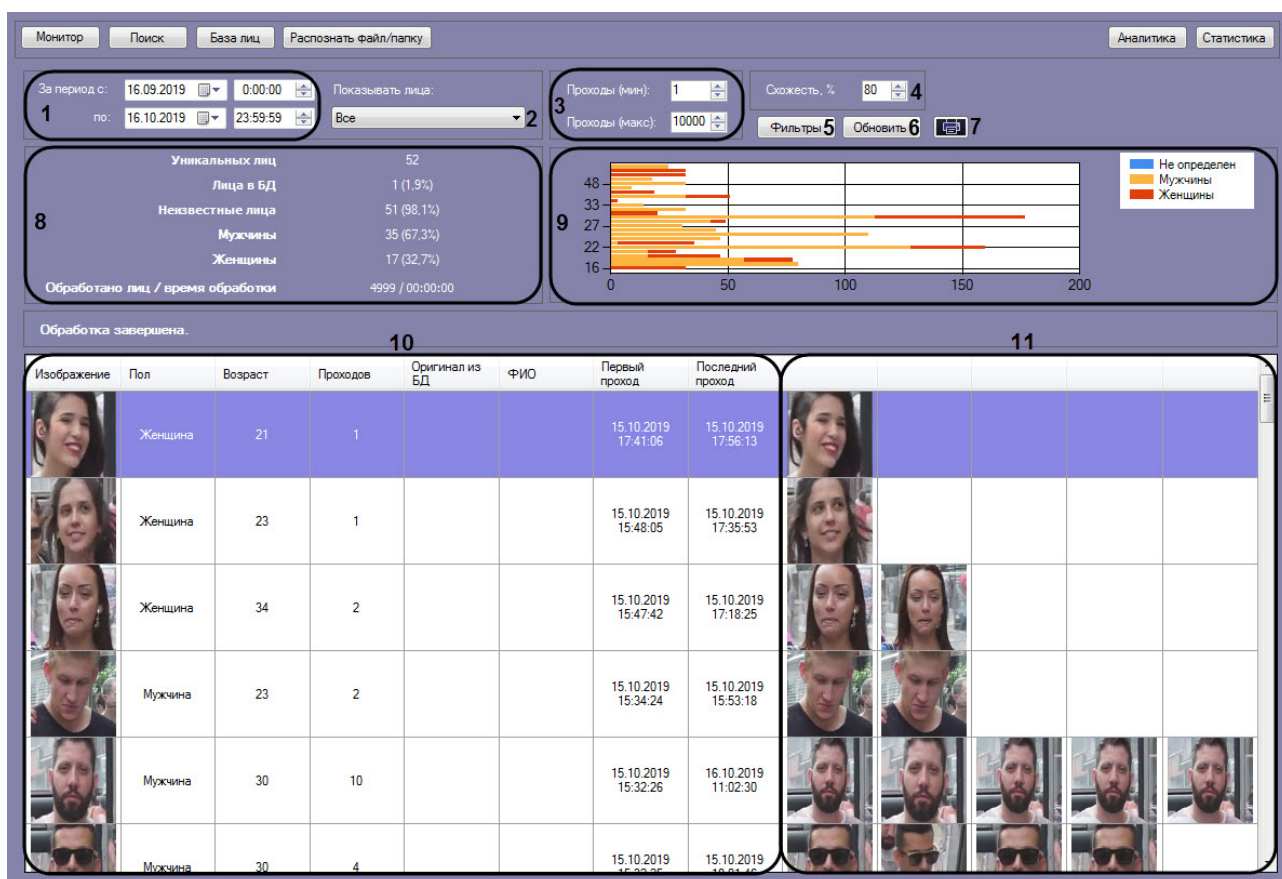 Монитор Поиск База лиц Распознать файл/папку Аналитика Статистика
За период с: 16.09.2019 0:00:00 Показывать лица: Проходы (мин): 1 Схожесть, % 80 4
1 3
по: 16.10.2019 23:59:59 Все 2 Проходы (макс): 10000 Фильтры 5 Обновить 6 7
Уникальных лиц 52
Лица в БД 1 (1,9%)
Неизвестные лица 51 (98,1%)
8
Мужчины 35 (67,3%)
Женщины 17 (32,7%)
Обработано лиц / время обработки 4999 / 00:00:00
9
48
33
27
22
16
0 50 100 150 200
Не определен
Мужчины
Женщины
Обработка завершена.
10 11
Изображение Пол Возраст Проходов Оригинал из БД ФИО Первый проход Последний проход
Женщина 21 1 15.10.2019 17:41:06 15.10.2019 17:56:13
Женщина 23 1 15.10.2019 15:48:05 15.10.2019 17:35:53
Женщина 34 2 15.10.2019 15:47:42 15.10.2019 17:18:25
Мужчина 23 2 15.10.2019 15:34:24 15.10.2019 15:53:18
Мужчина 30 10 15.10.2019 15:32:26 16.10.2019 11:02:30
Мужчина 30 4 15.10.2019 15.10.2019